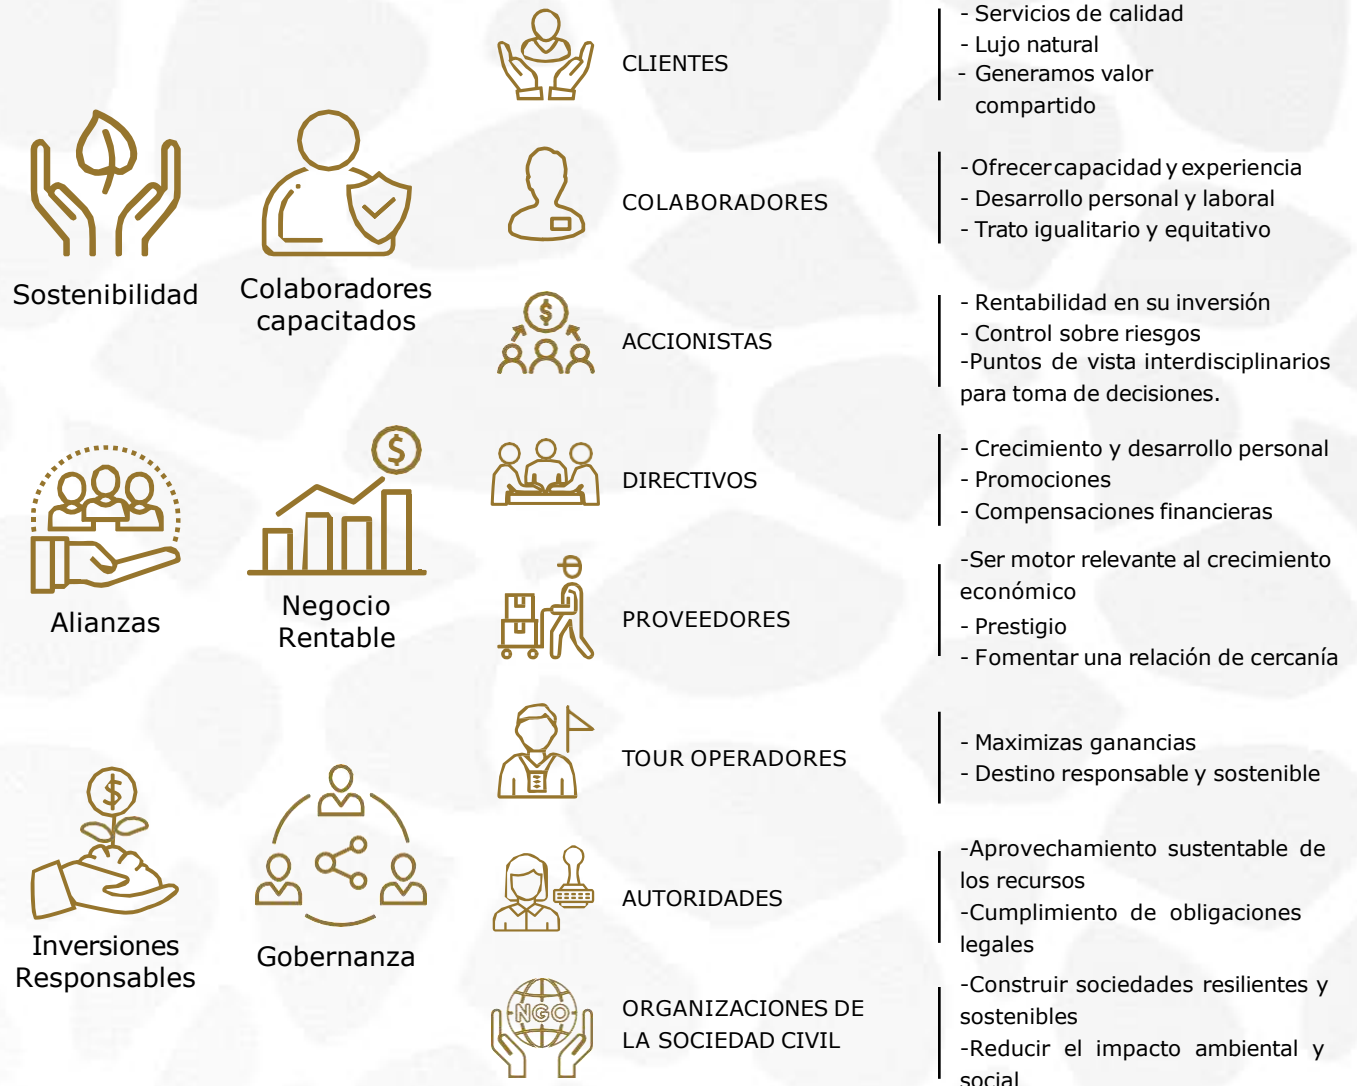 Sostenibilidad
Colaboradores
capacitados
Alianzas
Negocio
Rentable
Inversiones
Responsables
Gobernanza
CLIENTES
- Servicios de calidad
- Lujo natural
- Generamos valor
compartido
COLABORADORES
-Ofrecer capacidad y experiencia
- Desarrollo personal y laboral
- Trato igualitario y equitativo
ACCIONISTAS
- Rentabilidad en su inversión
- Control sobre riesgos
-Puntos de vista interdisciplinarios
para toma de decisiones.
DIRECTIVOS
- Crecimiento y desarrollo personal
- Promociones
- Compensaciones financieras
PROVEEDORES
-Ser motor relevante al crecimiento
económico
- Prestigio
- Fomentar una relación de cercanía
TOUR OPERADORES
- Maximizas ganancias
- Destino responsable y sostenible
AUTORIDADES
-Aprovechamiento sustentable de
los recursos
-Cumplimiento de obligaciones
legales
NGO
ORGANIZACIONES DE
LA SOCIEDAD CIVIL
-Construir sociedades resilientes y
sostenibles
-Reducir el impacto ambiental y
social